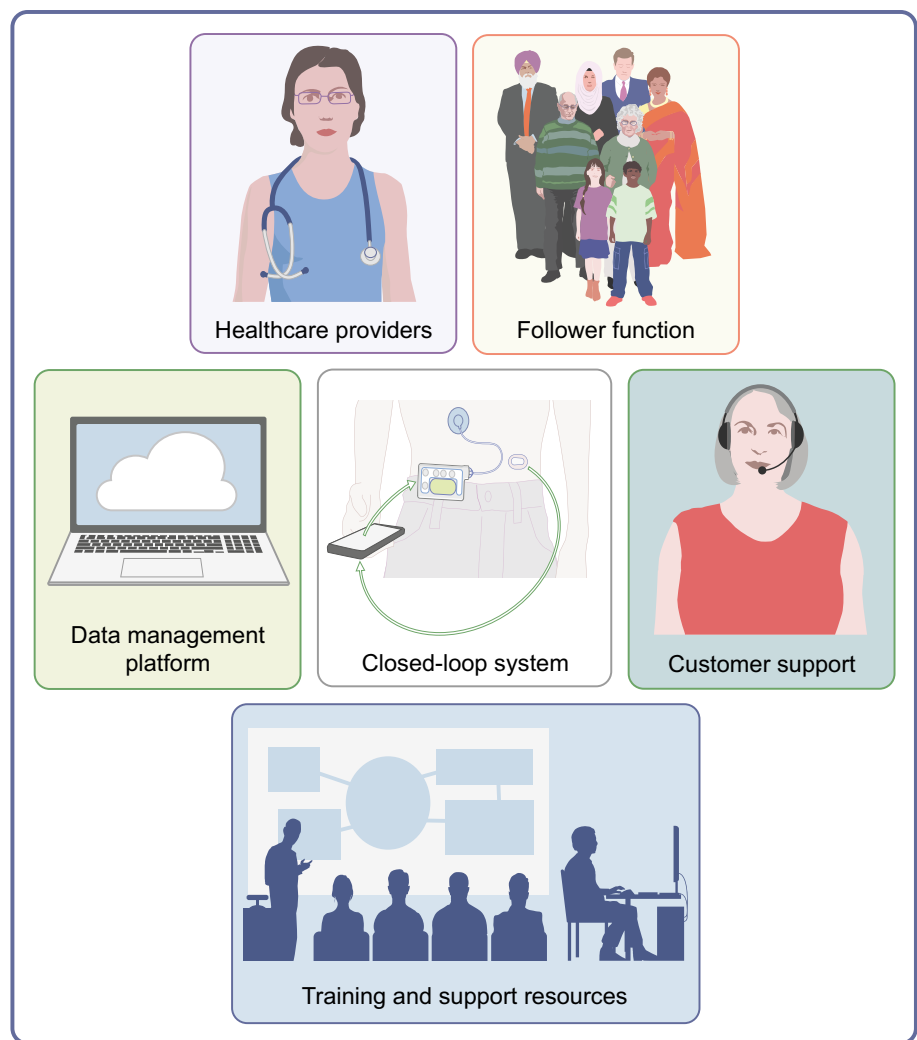 Healthcare providers
Follower function
Data management
platform
Closed-loop system
Customer support
Training and support resources